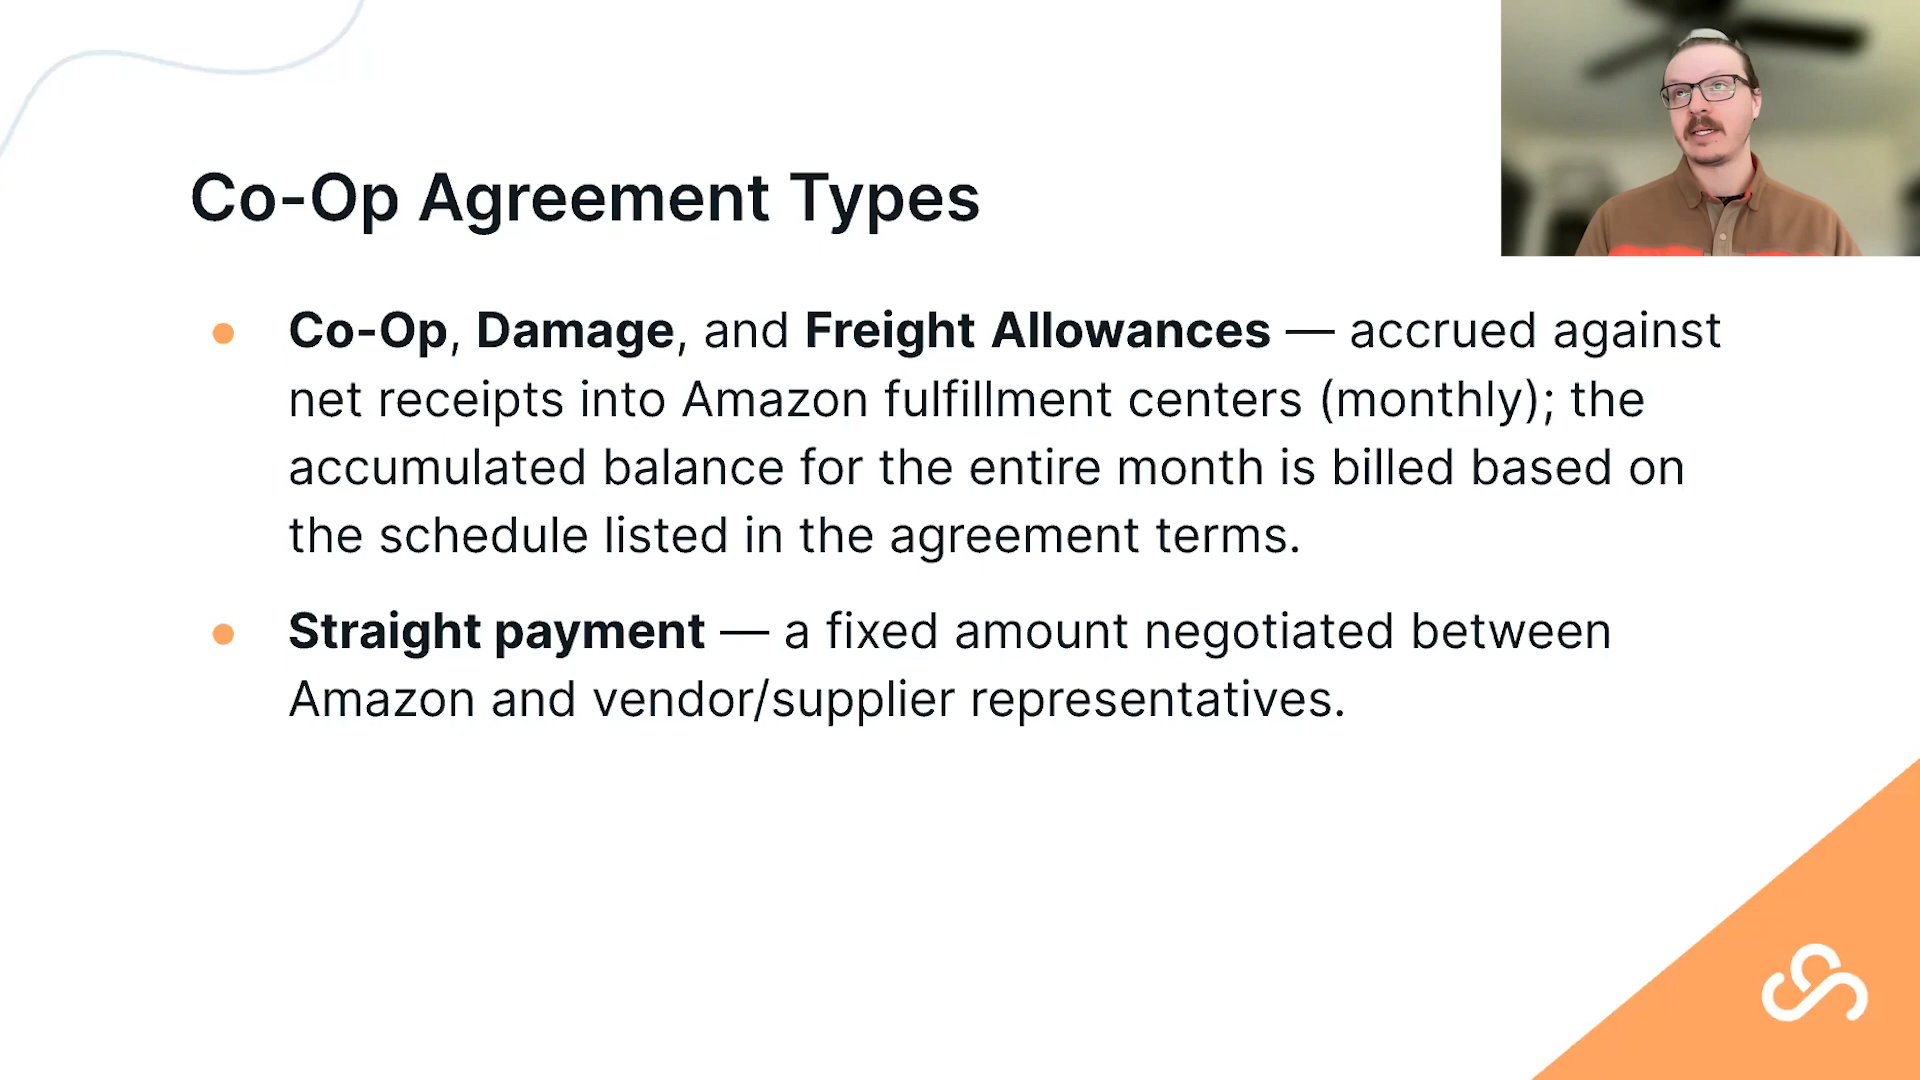 Co-Op Agreement Types
Co-Op, Damage, and Freight Allowances — accrued against
net receipts into Amazon fulfillment centers (monthly); the
accumulated balance for the entire month is billed based on
the schedule listed in the agreement terms.
Straight payment — a fixed amount negotiated between
Amazon and vendor/supplier representatives.